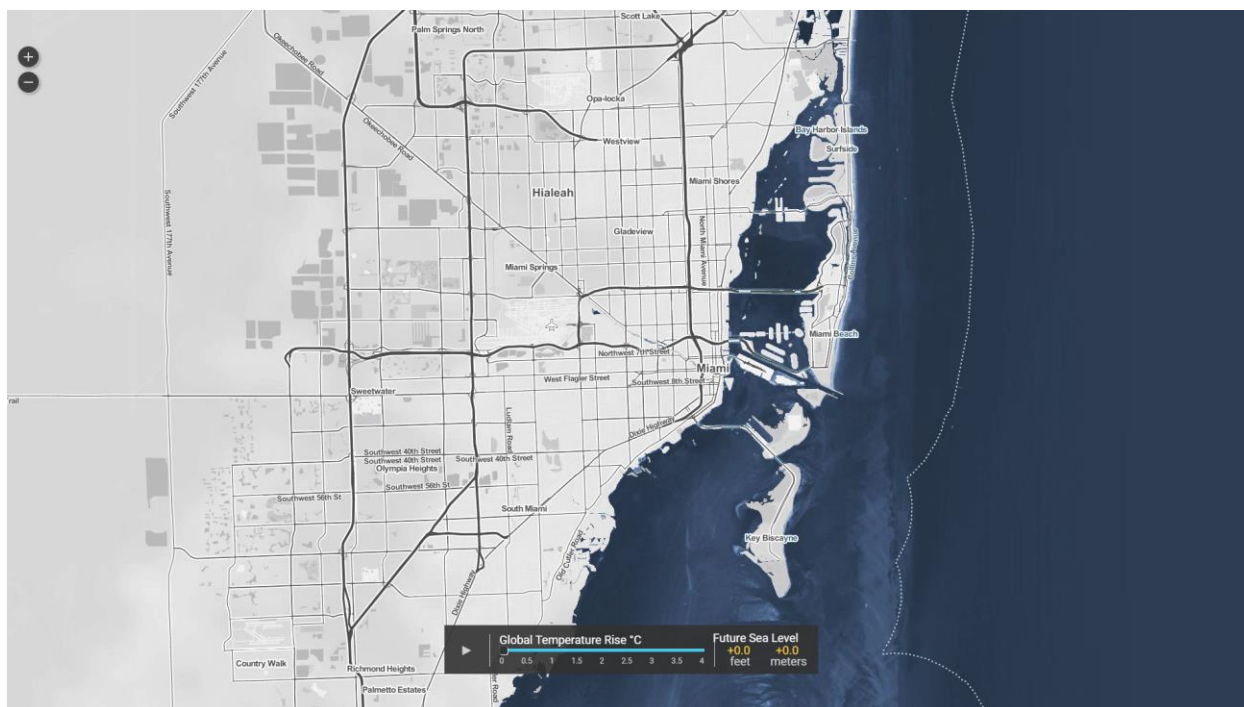 Scott Lake
Palm Springs North
Okeechobee Road
Southwest 177th Avenue
+
−
Opa-locka
Bay Harbor Islands
Okeechobee Road
Westview
Surfside
Miami Shores
Hialeah
Southwest 177th Avenue
North Miami Avenue
Gladeview
Collins Avenue
Miami Springs
Miami Beach
Northwest 7th Street
Miami
West Flagler Street
Southwest 8th Street
Sweetwater
rail
Ludlam Road
Dixie Highway
Southwest 40th Street
Southwest 40th Street
Southwest 40th Street
Olympia Heights
Southwest 56th St
Southwest 56th St
South Miami
Key Biscayne
Old Cutler Road
Dixie Highway
Global Temperature Rise °C
0 0.5 1 1.5 2 2.5 3 3.5 4
Future Sea Level
+0.0 +0.0
feet meters
Country Walk
Richmond Heights
Palmetto Estates
ler Road